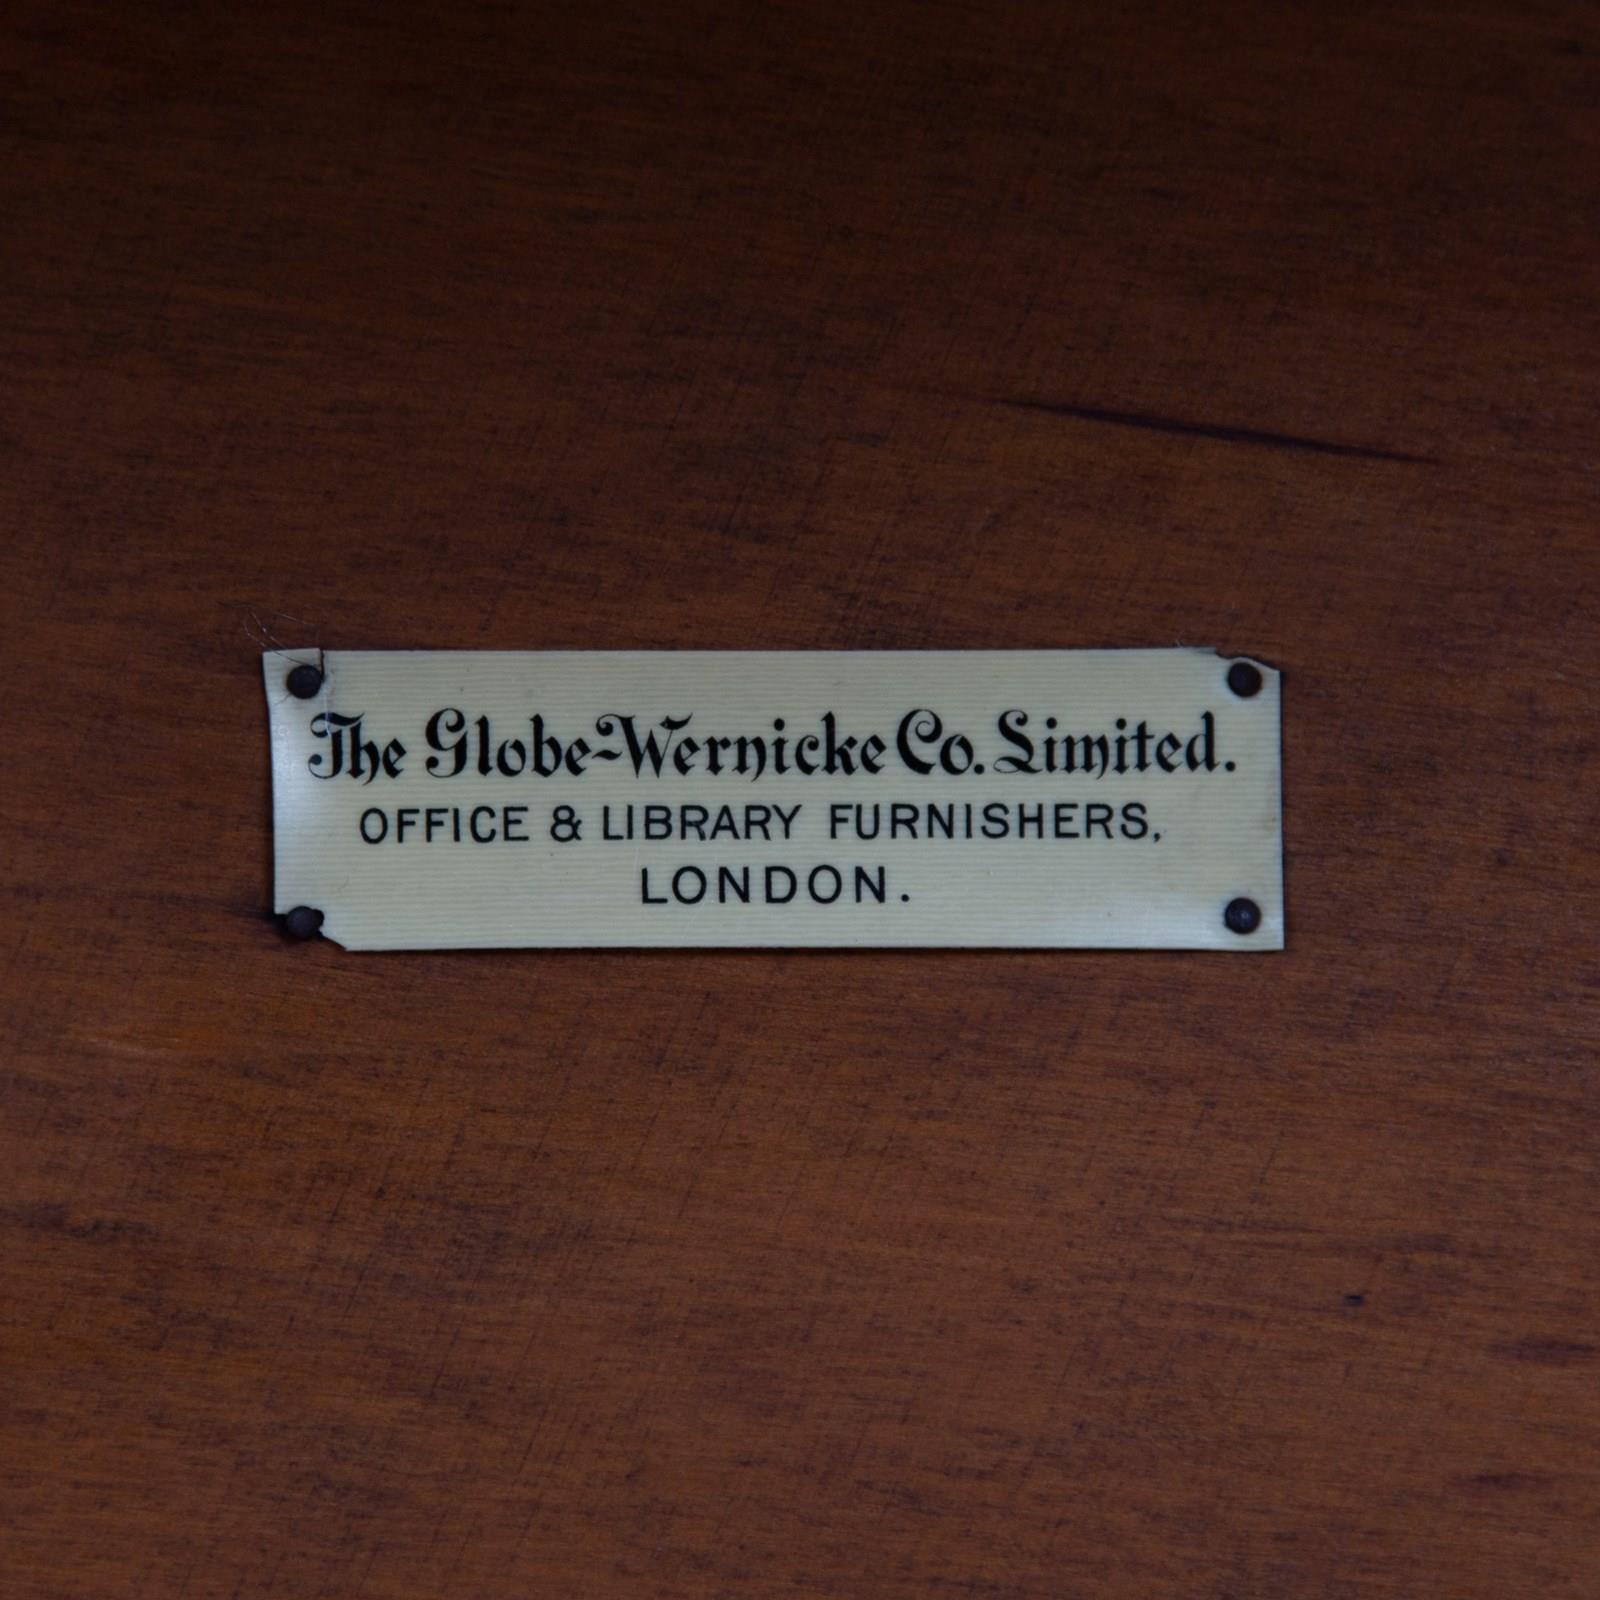 The Globe-Wernicke Co. Limited.
OFFICE & LIBRARY FURNISHERS,
LONDON.